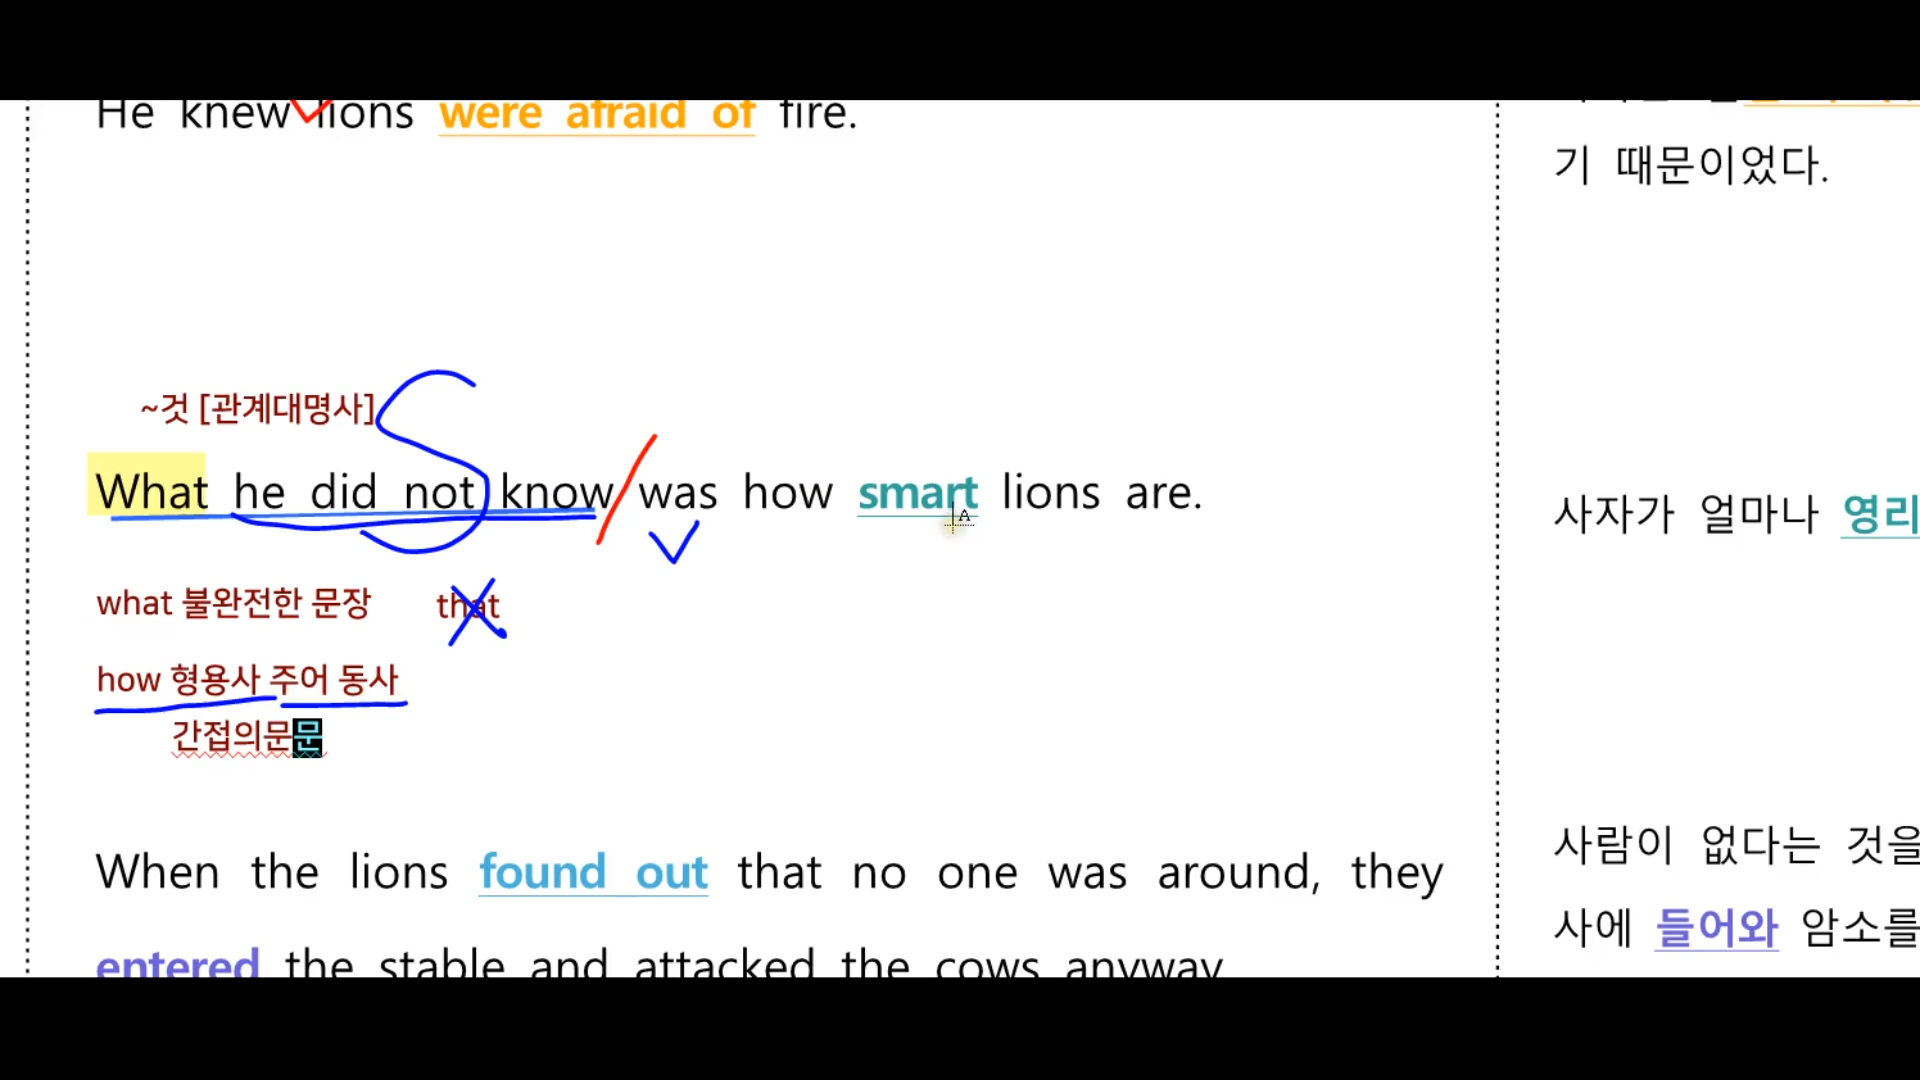 He knew lions were afraid of fire.
기 때문이었다.
~것 [관계대명사]
What he did not know was how smart lions are.
사자가 얼마나 영리
what 불완전한 문장 that
how 형용사 주어 동사
간접의문문
When the lions found out that no one was around, they
entered the stable and attacked the cows anyway
사람이 없다는 것을
사에 들어와 암소를